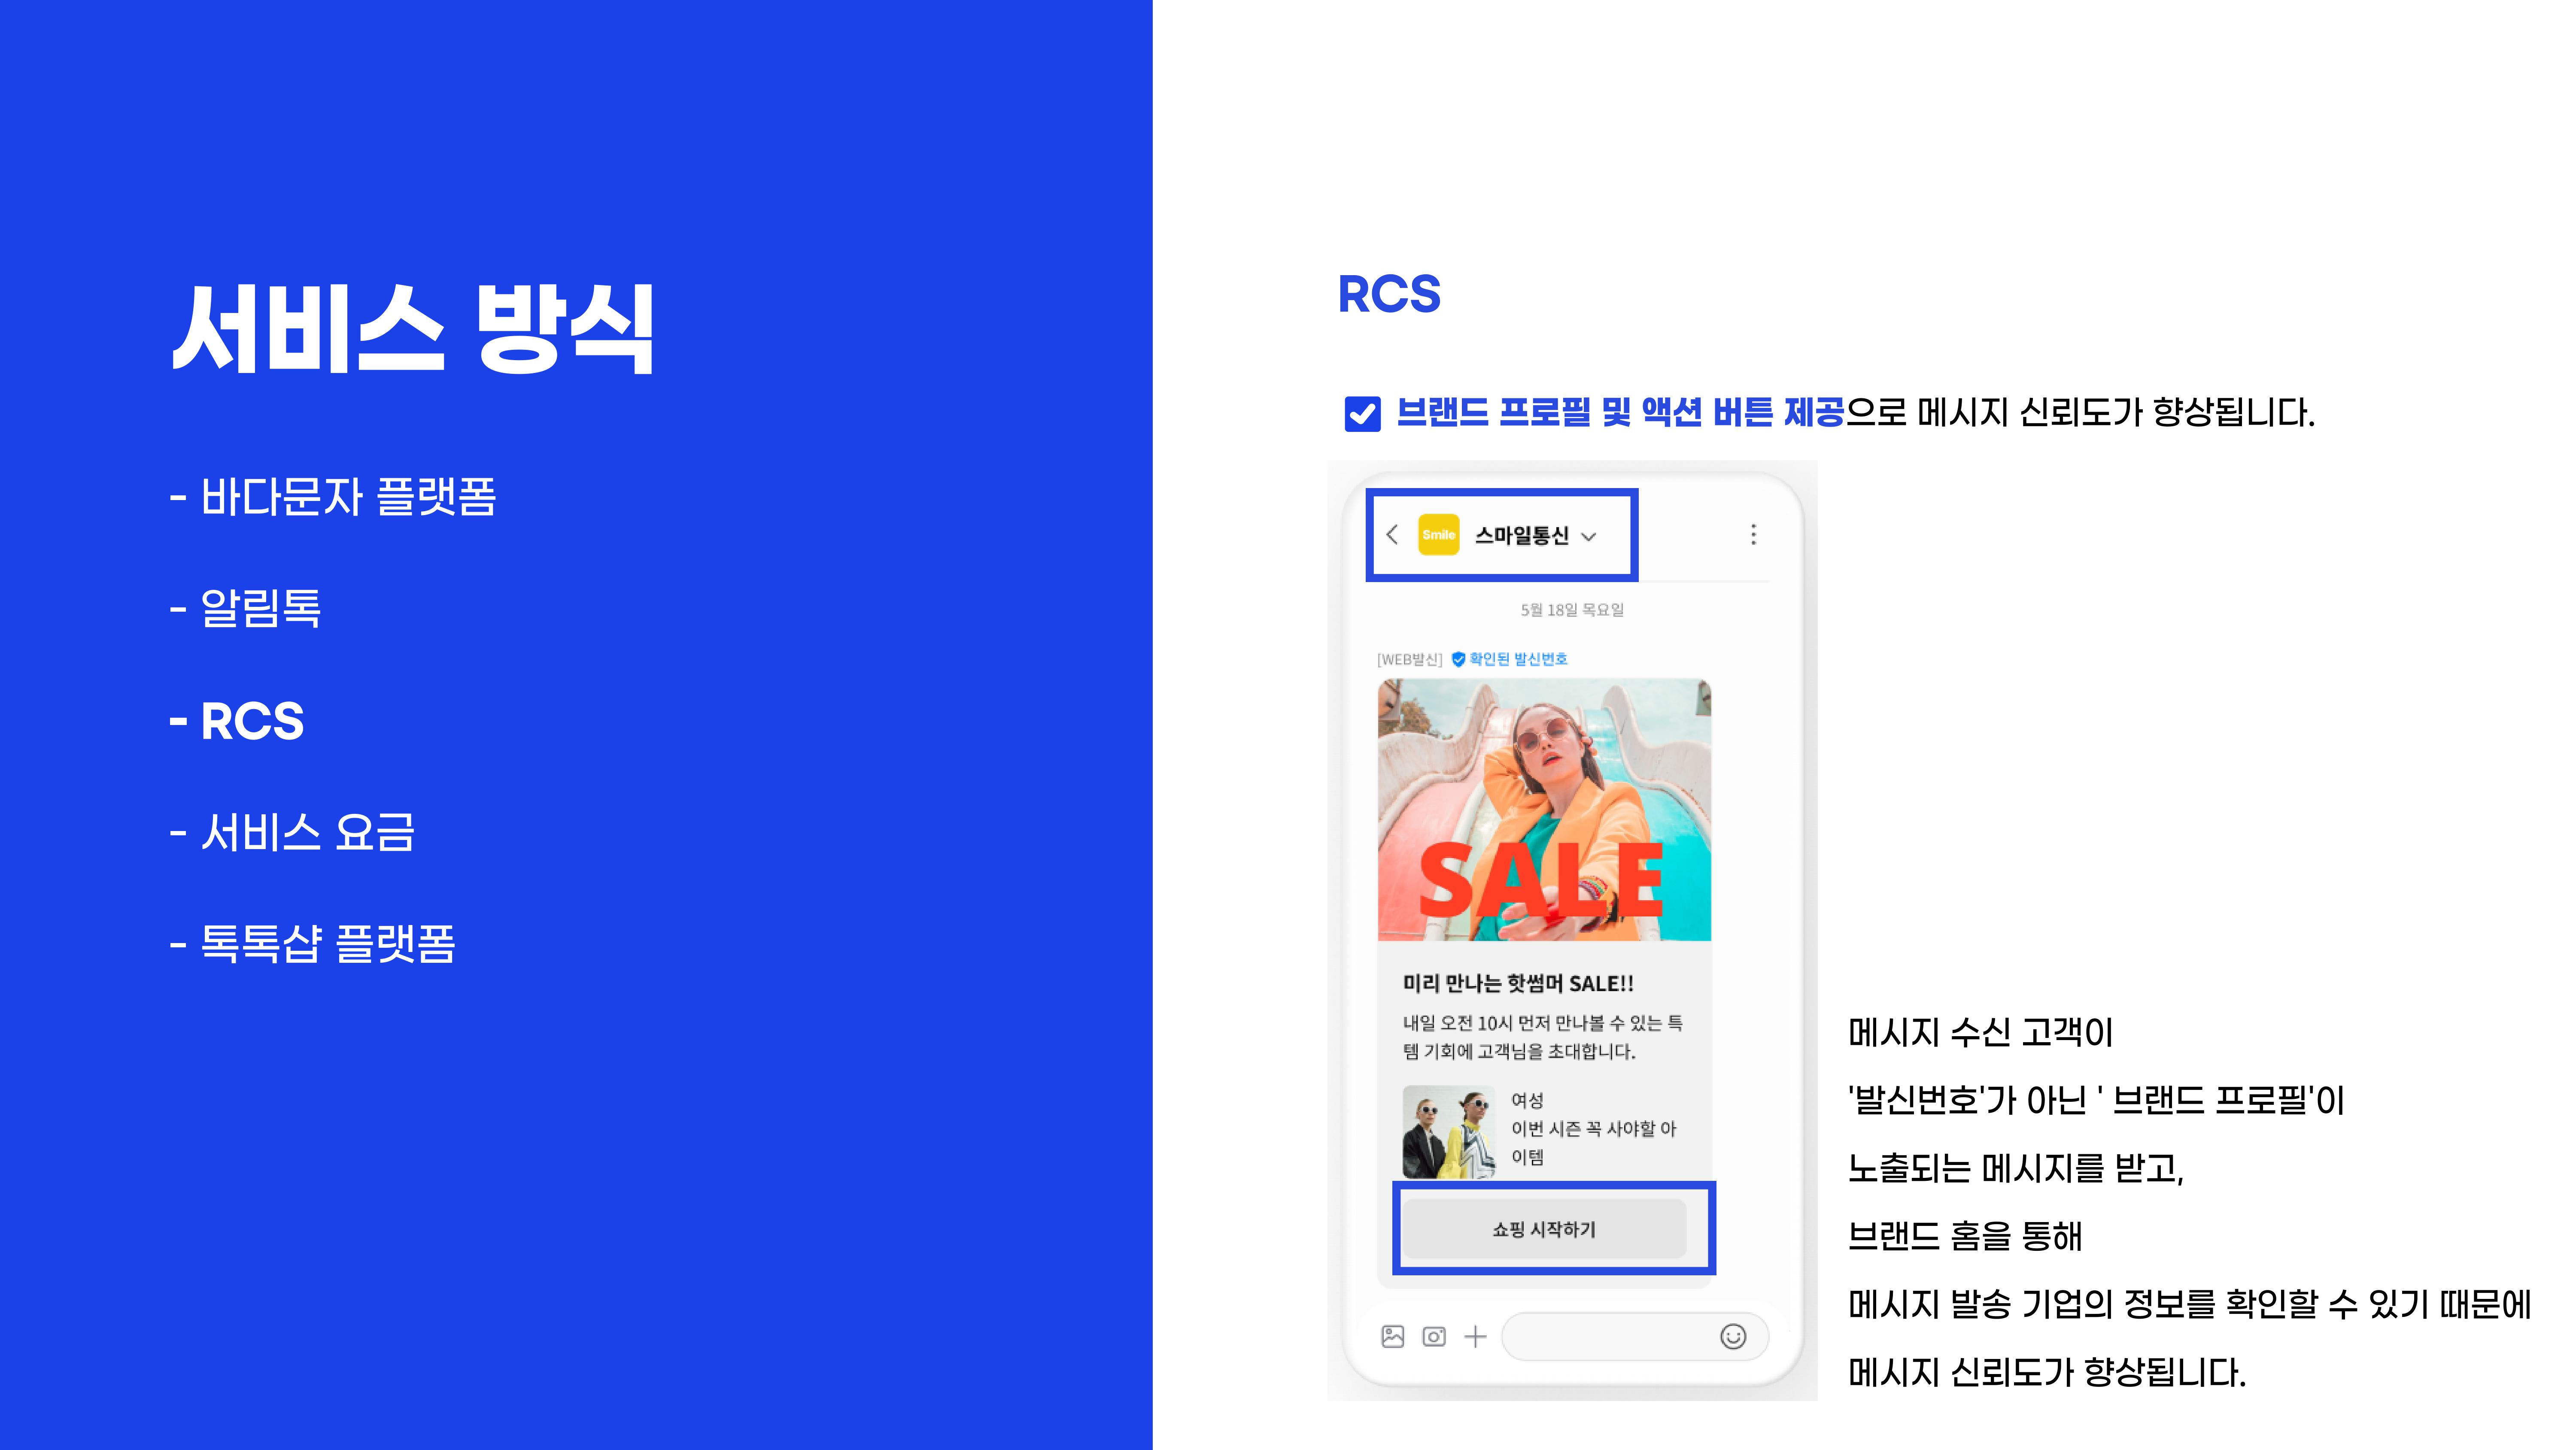 서비스 방식
- 바다문자 플랫폼
- 알림톡
- RCS
- 서비스 요금
- 톡톡샵 플랫폼
RCS
브랜드 프로필 및 액션 버튼 제공으로 메시지 신뢰도가 향상됩니다.
Smile 스마일통신
5월 18일 목요일
[WEB발신] 확인된 발신번호
SALE
미리 만나는 핫썸머 SALE!!
내일 오전 10시 먼저 만나볼 수 있는 특
템 기회에 고객님을 초대합니다.
여성
이번 시즌 꼭 사야할 아
이템
쇼핑 시작하기
메시지 수신 고객이
'발신번호'가 아닌 ' 브랜드 프로필'이
노출되는 메시지를 받고,
브랜드 홈을 통해
메시지 발송 기업의 정보를 확인할 수 있기 때문에
메시지 신뢰도가 향상됩니다.